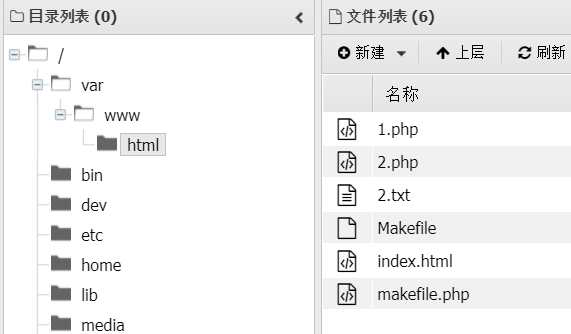 目录列表 (0)
/
var
www
html
bin
dev
etc
home
lib
media
文件列表 (6)
新建 上层 刷新
名称
1.php
2.php
2.txt
Makefile
index.html
makefile.php